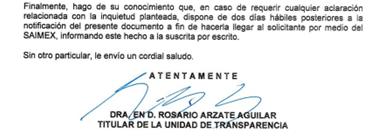 Finalmente, hago de su conocimiento que, en caso de requerir cualquier aclaración
relacionada con la inquietud planteada, dispone de dos días hábiles posteriores a la
notificación del presente documento a fin de hacerla llegar al solicitante por medio del
SAIMEX, informando este hecho a la suscrita por escrito.
Sin otro particular, le envío un cordial saludo.
A T E N T A M E N T E
DRA. EN D. ROSARIO ARZATE AGUILAR
TITULAR DE LA UNIDAD DE TRANSPARENCIA